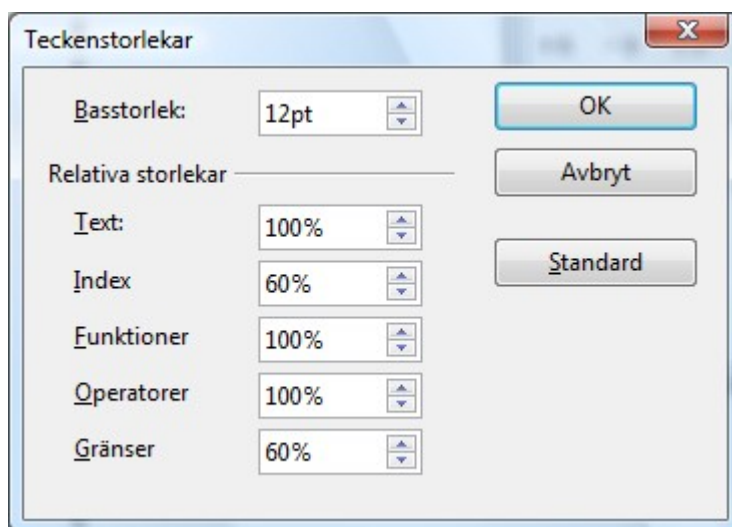 Teckenstorlekar
Basstorlek: 12pt OK
Relativa storlekar Avbryt
Text: 100%
Standard
Index 60%
Funktioner 100%
Operatorer 100%
Gränser 60%